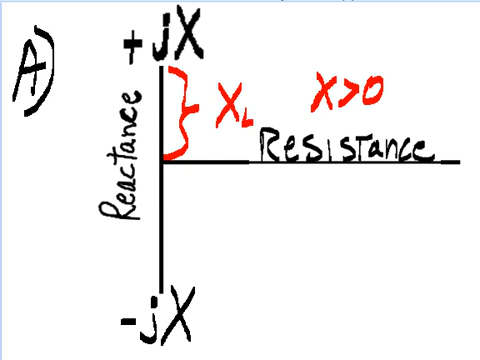 A)
+jX
XL
X>0
Resistance
Reactance
-jX